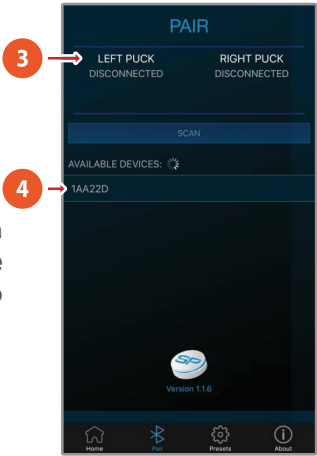 PAIR
3
LEFT PUCK RIGHT PUCK
DISCONNECTED DISCONNECTED
SCAN
AVAILABLE DEVICES:
4
1AA22D
SP
Version 1.1.6
Home Pair Presets About